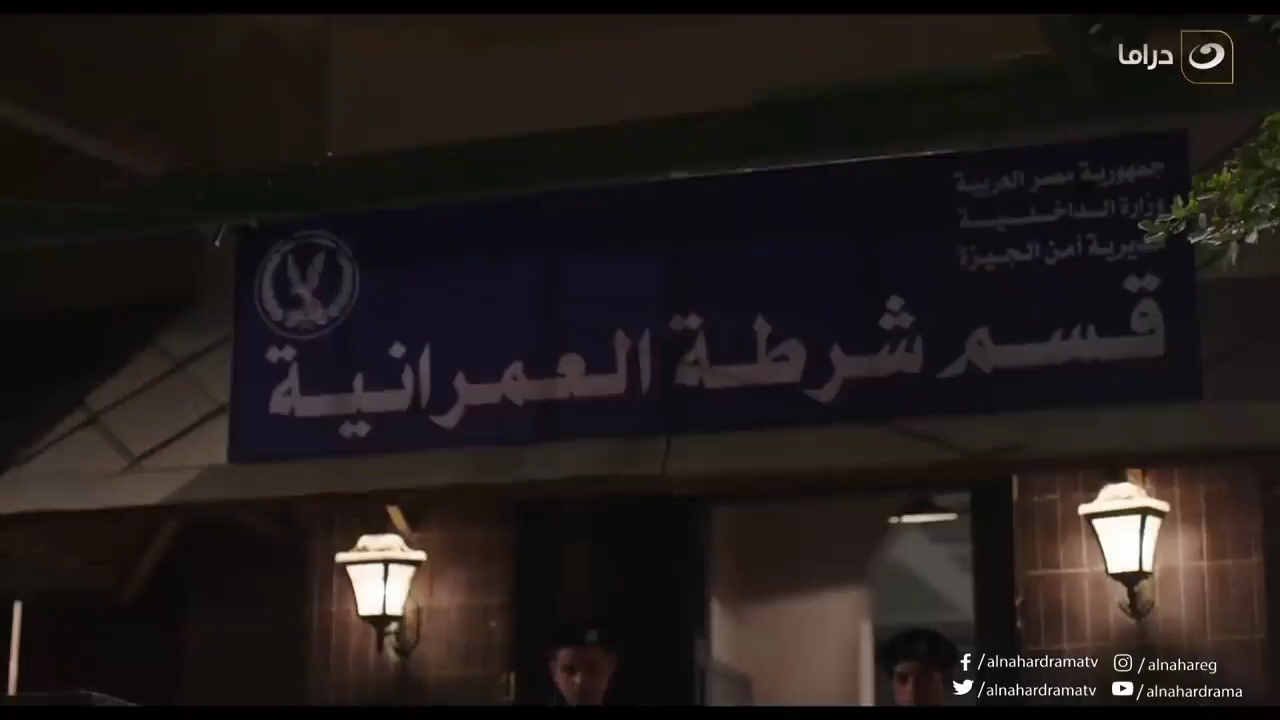 دراما
جمهورية مصر العربية
وزارة الداخلية
مديرية أمن الجيزة
قسم شرطة العمرانية
/alnahardramatv
/alnahareg
/alnahardramatv
/alnahardrama